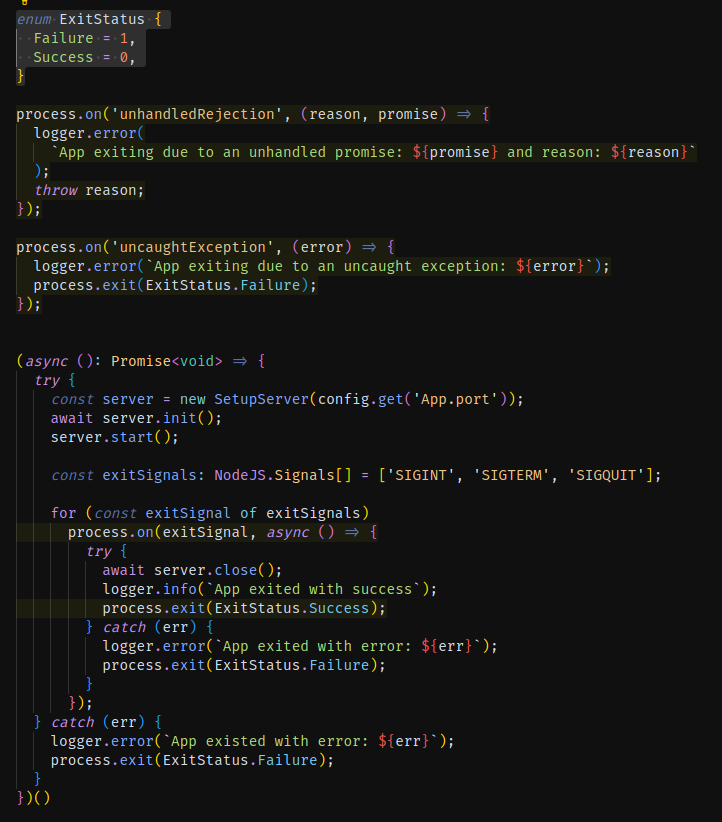 enum ExitStatus {
  Failure = 1,
  Success = 0,
}
process.on('unhandledRejection', (reason, promise) => {
  logger.error(
    `App exiting due to an unhandled promise: ${promise} and reason: ${reason}`
  );
  throw reason;
});
process.on('uncaughtException', (error) => {
  logger.error(`App exiting due to an uncaught exception: ${error}`);
  process.exit(ExitStatus.Failure);
});
(async (): Promise<void> => {
  try {
    const server = new SetupServer(config.get('App.port'));
    await server.init();
    server.start();
    const exitSignals: NodeJS.Signals[] = ['SIGINT', 'SIGTERM', 'SIGQUIT'];
    for (const exitSignal of exitSignals)
      process.on(exitSignal, async () => {
        try {
          await server.close();
          logger.info(`App exited with success`);
          process.exit(ExitStatus.Success);
        } catch (err) {
          logger.error(`App exited with error: ${err}`);
          process.exit(ExitStatus.Failure);
        }
      });
  } catch (err) {
    logger.error(`App existed with error: ${err}`);
    process.exit(ExitStatus.Failure);
  }
})()